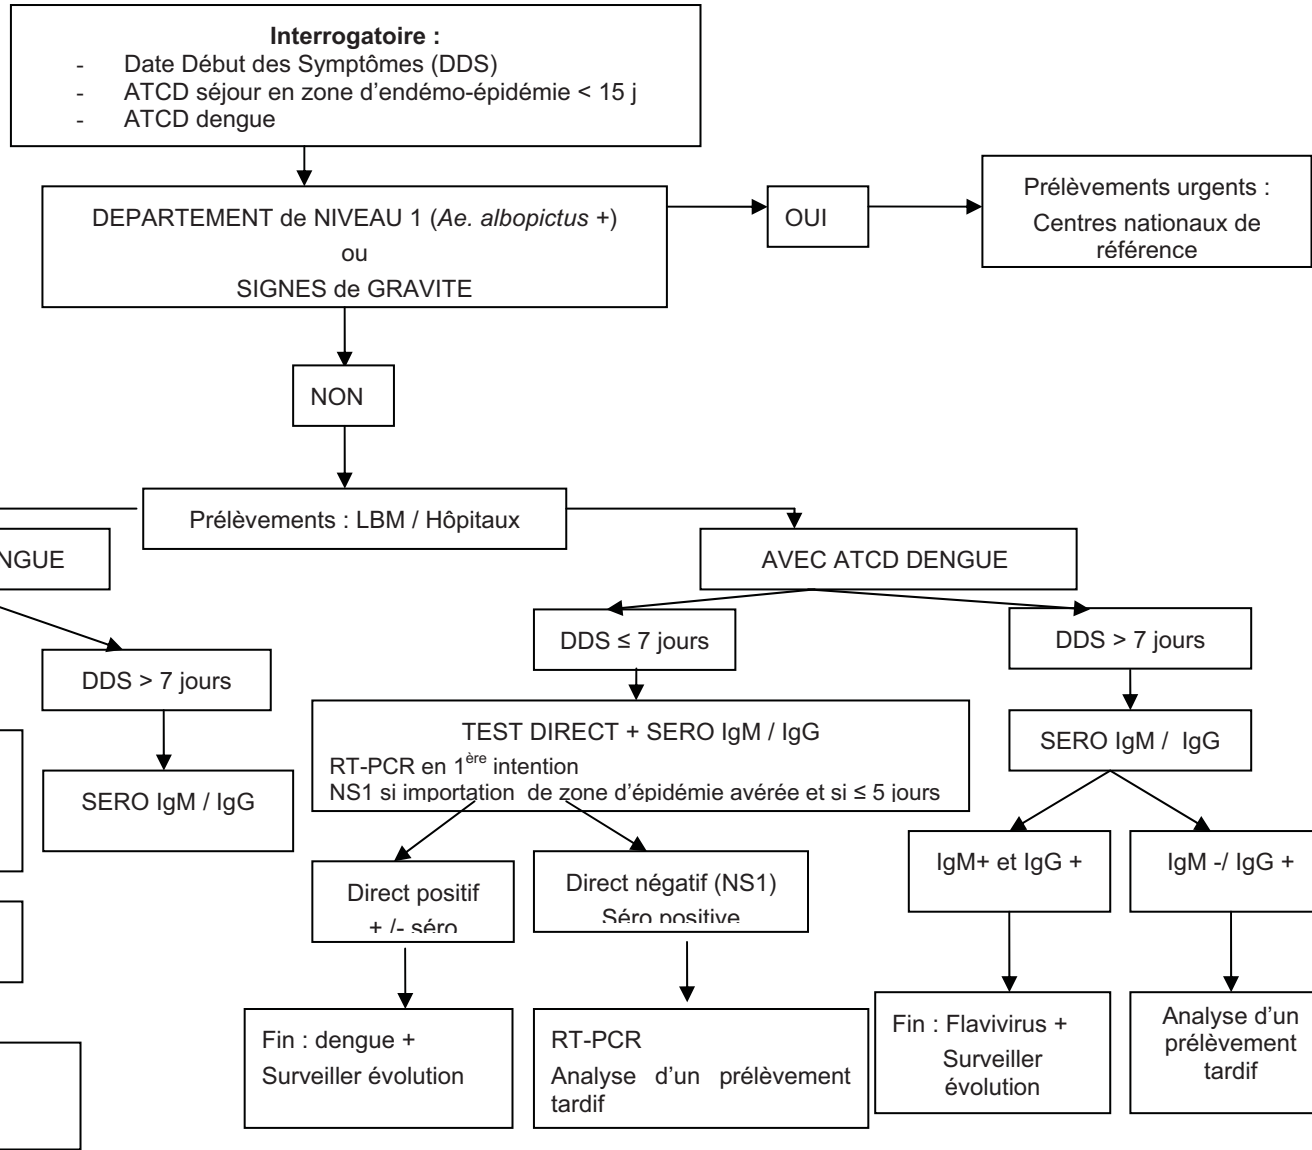 Interrogatoire :
- Date Début des Symptômes (DDS)
- ATCD séjour en zone d’endémo-épidémie < 15 j
- ATCD dengue
DEPARTEMENT de NIVEAU 1 (Ae. albopictus +)
ou
SIGNES de GRAVITE
OUI
Prélèvements urgents :
Centres nationaux de
référence
NON
Prélèvements : LBM / Hôpitaux
NGUE
DDS > 7 jours
SERO IgM / IgG
AVEC ATCD DENGUE
DDS ≤ 7 jours
TEST DIRECT + SERO IgM / IgG
RT-PCR en 1ère intention
NS1 si importation de zone d’épidémie avérée et si ≤ 5 jours
Direct positif
+ /- séro
Fin : dengue +
Surveiller évolution
Direct négatif (NS1)
Séro positive
RT-PCR
Analyse d’un prélèvement
tardif
DDS > 7 jours
SERO IgM / IgG
IgM+ et IgG +
Fin : Flavivirus +
Surveiller
évolution
IgM -/ IgG +
Analyse d’un
prélèvement
tardif